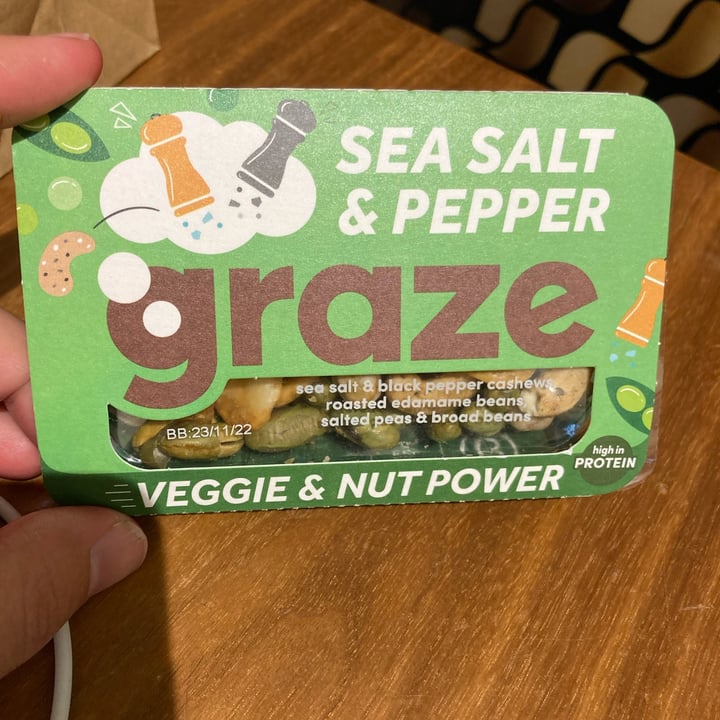 SEA SALT
& PEPPER
graze
sea salt & black pepper cashews,
roasted edamame beans,
salted peas & broad beans
BB:23/11/22
high in
PROTEIN
VEGGIE & NUT POWER